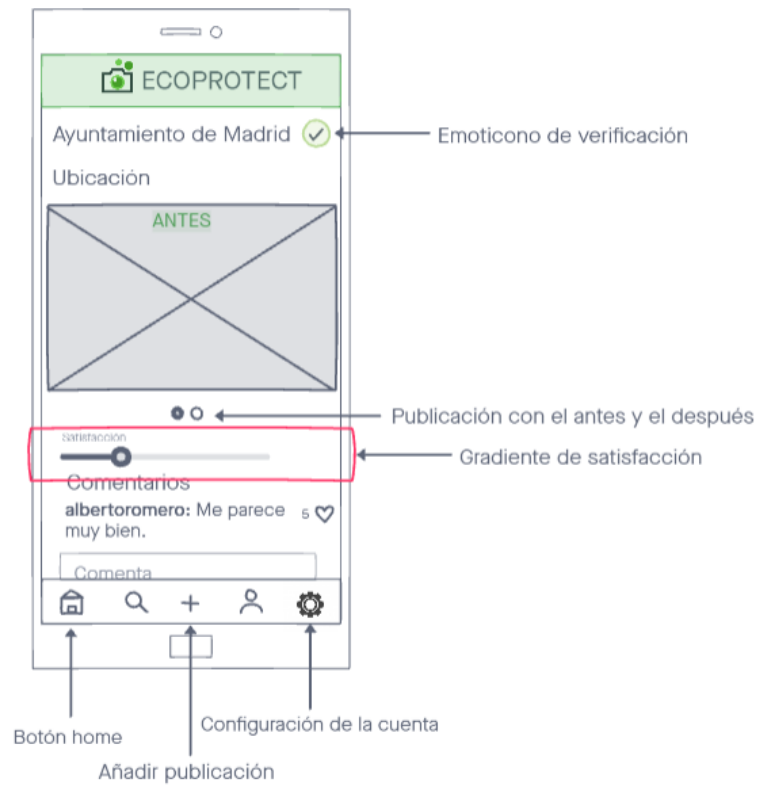 ECOPROTECT
Ayuntamiento de Madrid
Emoticono de verificación
Ubicación
ANTES
Publicación con el antes y el después
Satisfacción
Gradiente de satisfacción
Comentarios
albertoromero: Me parece
5
muy bien.
Comenta
Configuración de la cuenta
Botón home
Añadir publicación